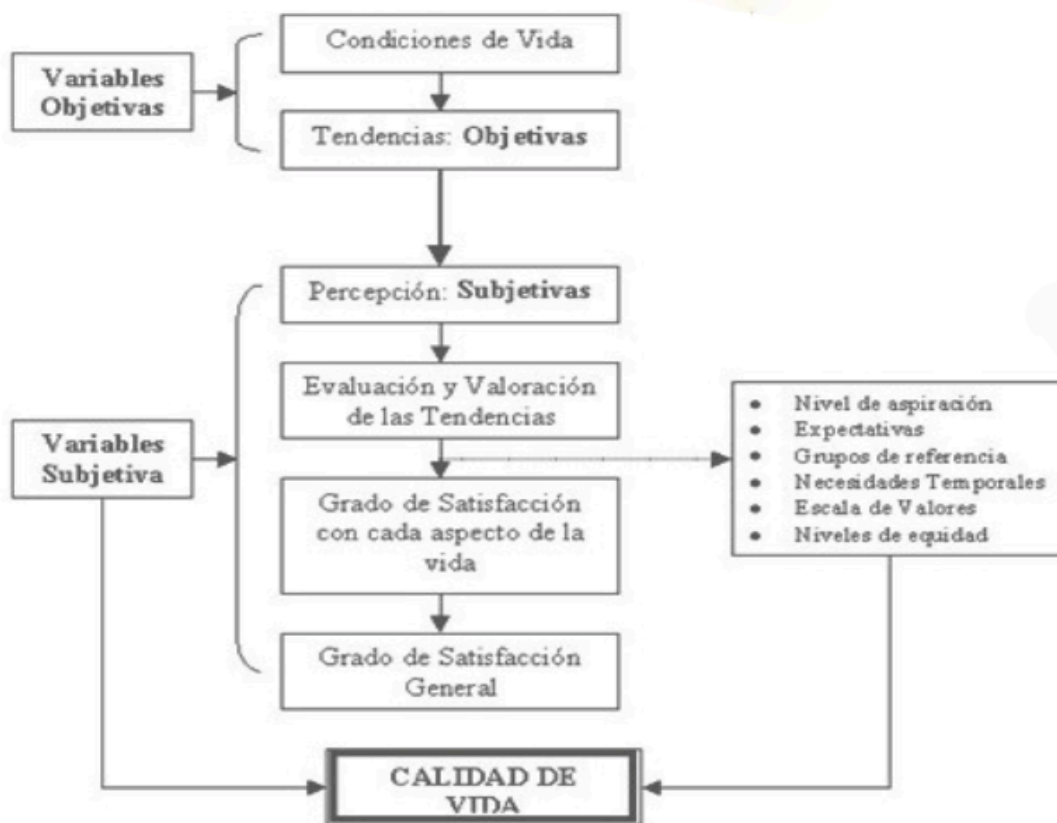 Condiciones de Vida
Variables
Objetivas
Tendencias: Objetivas
Percepción: Subjetivas
Evaluación y Valoración
de las Tendencias
Variables
Subjetiva
• Nivel de aspiración
• Expectativas
• Grupos de referencia
• Necesidades Temporales
• Escala de Valores
• Niveles de equidad
Grado de Satisfacción
con cada aspecto de la
vida
Grado de Satisfacción
General
CALIDAD DE
VIDA